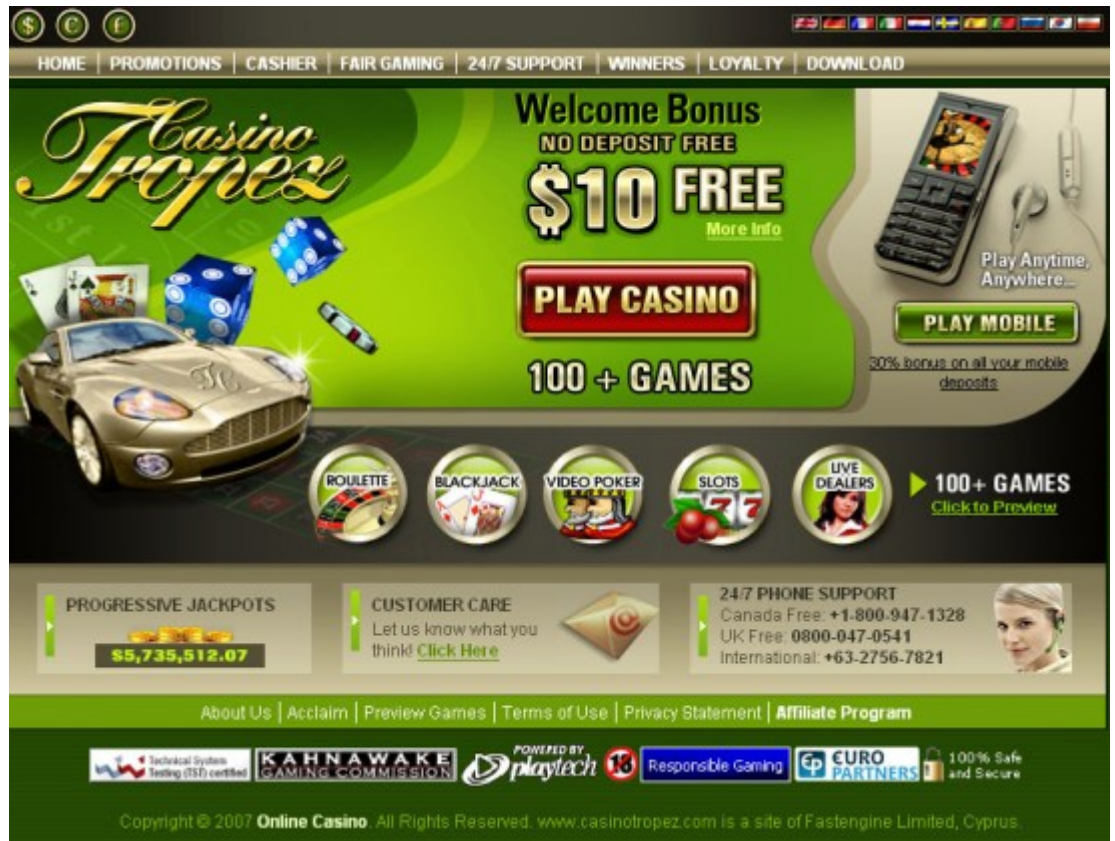 $ € £
HOME | PROMOTIONS | CASHIER | FAIR GAMING | 24/7 SUPPORT | WINNERS | LOYALTY | DOWNLOAD
Casino
Tropez
Welcome Bonus
NO DEPOSIT FREE
$10 FREE
More Info
PLAY CASINO
100 + GAMES
Play Anytime,
Anywhere...
PLAY MOBILE
30% bonus on all your mobile
deposits
TC
ROULETTE
BLACKJACK
VIDEO POKER
SLOTS
LIVE
DEALERS
100+ GAMES
Click to Preview
PROGRESSIVE JACKPOTS
$5,735,512.07
CUSTOMER CARE
Let us know what you
think! Click Here
24/7 PHONE SUPPORT
Canada Free: +1-800-947-1328
UK Free: 0800-047-0541
International: +63-2756-7821
About Us | Acclaim | Preview Games | Terms of Use | Privacy Statement | Affiliate Program
Technical System
Testing (TST) certified
KAHNAWAKE
GAMING COMMISSION
POWERED BY
playtech
18
Responsible Gaming
EP €URO
PARTNERS
100% Safe
and Secure
Copyright © 2007 Online Casino. All Rights Reserved. www.casinotropez.com is a site of Fastengine Limited, Cyprus.